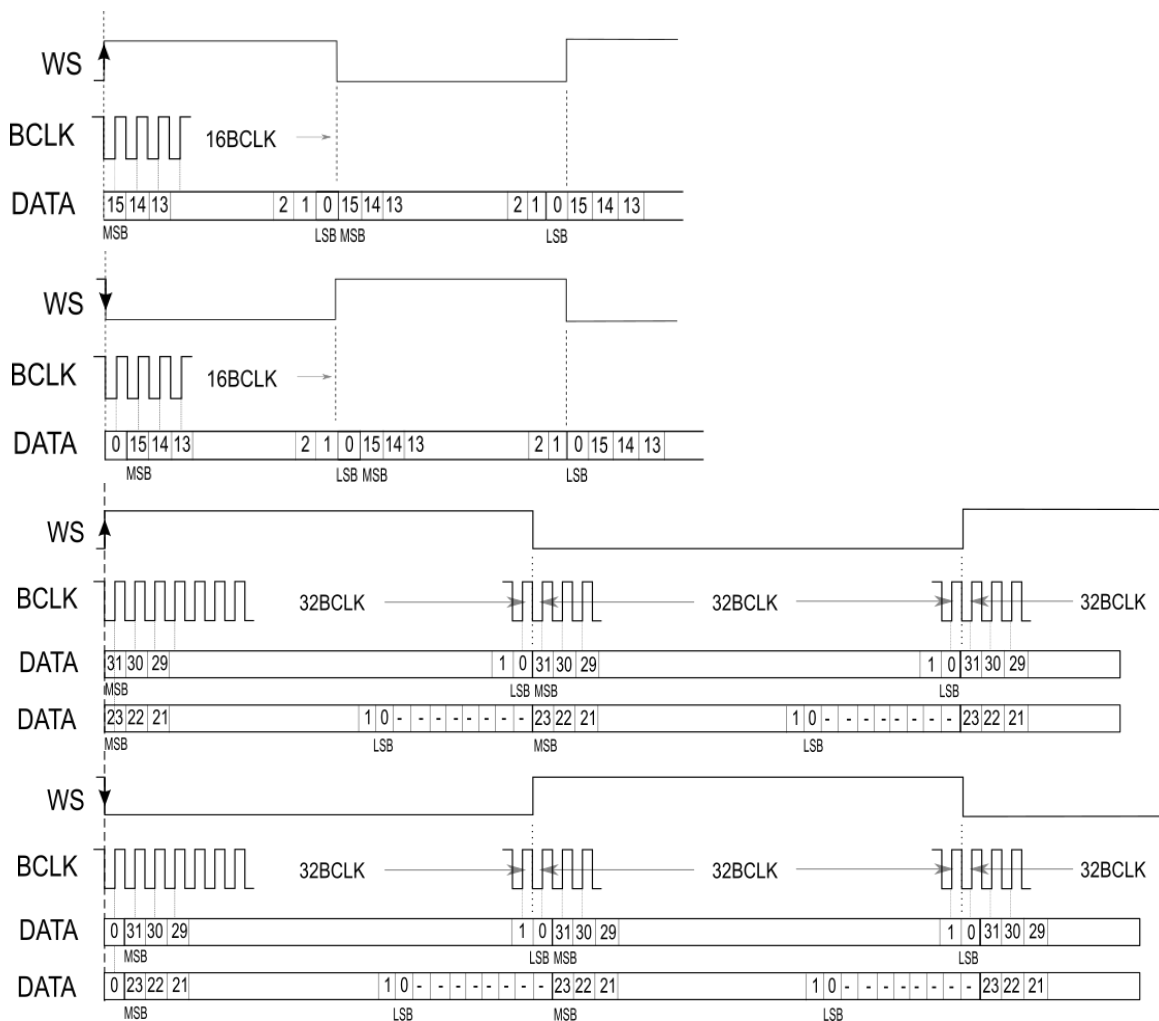 WS
BCLK 16BCLK
DATA 15 14 13 2 1 0 15 14 13 2 1 0 15 14 13
MSB LSB MSB LSB
WS
BCLK 16BCLK
DATA 0 15 14 13 2 1 0 15 14 13 2 1 0 15 14 13
MSB LSB MSB LSB
WS
BCLK 32BCLK 32BCLK 32BCLK
DATA 31 30 29 1 0 31 30 29 1 0 31 30 29
MSB LSB MSB LSB
DATA 23 22 21 1 0 - - - - - - - - 23 22 21 1 0 - - - - - - - - 23 22 21
MSB LSB MSB LSB
WS
BCLK 32BCLK 32BCLK 32BCLK
DATA 0 31 30 29 1 0 31 30 29 1 0 31 30 29
MSB LSB MSB LSB
DATA 0 23 22 21 1 0 - - - - - - - - 23 22 21 1 0 - - - - - - - - 23 22 21
MSB LSB MSB LSB